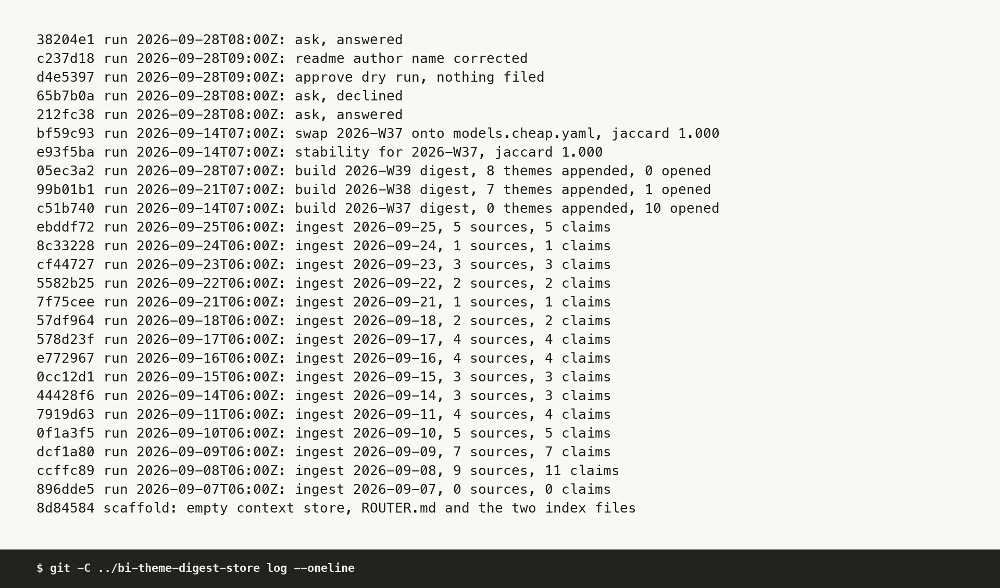 38204e1 run 2026-09-28T08:00Z: ask, answered
c237d18 run 2026-09-28T09:00Z: readme author name corrected
d4e5397 run 2026-09-28T09:00Z: approve dry run, nothing filed
65b7b0a run 2026-09-28T08:00Z: ask, declined
212fc38 run 2026-09-28T08:00Z: ask, answered
bf59c93 run 2026-09-14T07:00Z: swap 2026-W37 onto models.cheap.yaml, jaccard 1.000
e93f5ba run 2026-09-14T07:00Z: stability for 2026-W37, jaccard 1.000
05ec3a2 run 2026-09-28T07:00Z: build 2026-W39 digest, 8 themes appended, 0 opened
99b01b1 run 2026-09-21T07:00Z: build 2026-W38 digest, 7 themes appended, 1 opened
c51b740 run 2026-09-14T07:00Z: build 2026-W37 digest, 0 themes appended, 10 opened
ebddf72 run 2026-09-25T06:00Z: ingest 2026-09-25, 5 sources, 5 claims
8c33228 run 2026-09-24T06:00Z: ingest 2026-09-24, 1 sources, 1 claims
cf44727 run 2026-09-23T06:00Z: ingest 2026-09-23, 3 sources, 3 claims
5582b25 run 2026-09-22T06:00Z: ingest 2026-09-22, 2 sources, 2 claims
7f75cee run 2026-09-21T06:00Z: ingest 2026-09-21, 1 sources, 1 claims
57df964 run 2026-09-18T06:00Z: ingest 2026-09-18, 2 sources, 2 claims
578d23f run 2026-09-17T06:00Z: ingest 2026-09-17, 4 sources, 4 claims
e772967 run 2026-09-16T06:00Z: ingest 2026-09-16, 4 sources, 4 claims
0cc12d1 run 2026-09-15T06:00Z: ingest 2026-09-15, 3 sources, 3 claims
44428f6 run 2026-09-14T06:00Z: ingest 2026-09-14, 3 sources, 3 claims
7919d63 run 2026-09-11T06:00Z: ingest 2026-09-11, 4 sources, 4 claims
0f1a3f5 run 2026-09-10T06:00Z: ingest 2026-09-10, 5 sources, 5 claims
dcf1a80 run 2026-09-09T06:00Z: ingest 2026-09-09, 7 sources, 7 claims
ccffc89 run 2026-09-08T06:00Z: ingest 2026-09-08, 9 sources, 11 claims
896dde5 run 2026-09-07T06:00Z: ingest 2026-09-07, 0 sources, 0 claims
8d84584 scaffold: empty context store, ROUTER.md and the two index files
$ git -C ../bi-theme-digest-store log --oneline